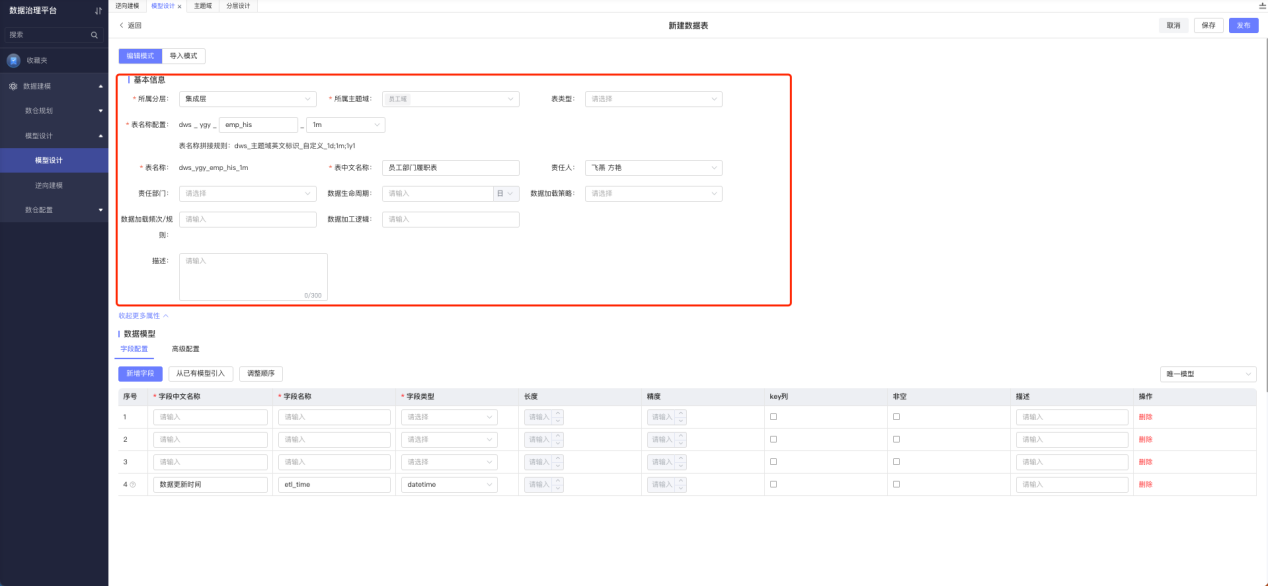 数据治理平台
逆向建模 模型设计 × 主题域 分层设计
搜索
返回 新建数据表 取消 保存 发布
收藏夹
数据建模
数仓规划
模型设计
模型设计
逆向建模
数仓配置
编辑模式 导入模式
基本信息
* 所属分层: 集成层 * 所属主题域: 员工域 表类型: 请选择
* 表名称配置: dws _ ygy _ emp_his _ 1m
表名称拼接规则: dws_主题域英文标识_自定义_1d;1m;1y1
* 表名称: dws_ygy_emp_his_1m * 表中文名称: 员工部门履职表 责任人: 飞燕 方艳
责任部门: 请选择 数据生命周期: 请输入 日 数据加载策略: 请选择
数据加载频次/规则: 请输入 数据加工逻辑: 请输入
描述: 请输入
0/300
收起更多属性
数据模型
字段配置 高级配置
新增字段 从已有模型引入 调整顺序 唯一模型
序号 * 字段中文名称 * 字段名称 * 字段类型 长度 精度 key列 非空 描述 操作
1 请输入 请输入 请选择 请输入 请输入 请输入 删除
2 请输入 请输入 请选择 请输入 请输入 请输入 删除
3 请输入 请输入 请选择 请输入 请输入 请输入 删除
4 数据更新时间 etl_time datetime 请输入 请输入 请输入 删除